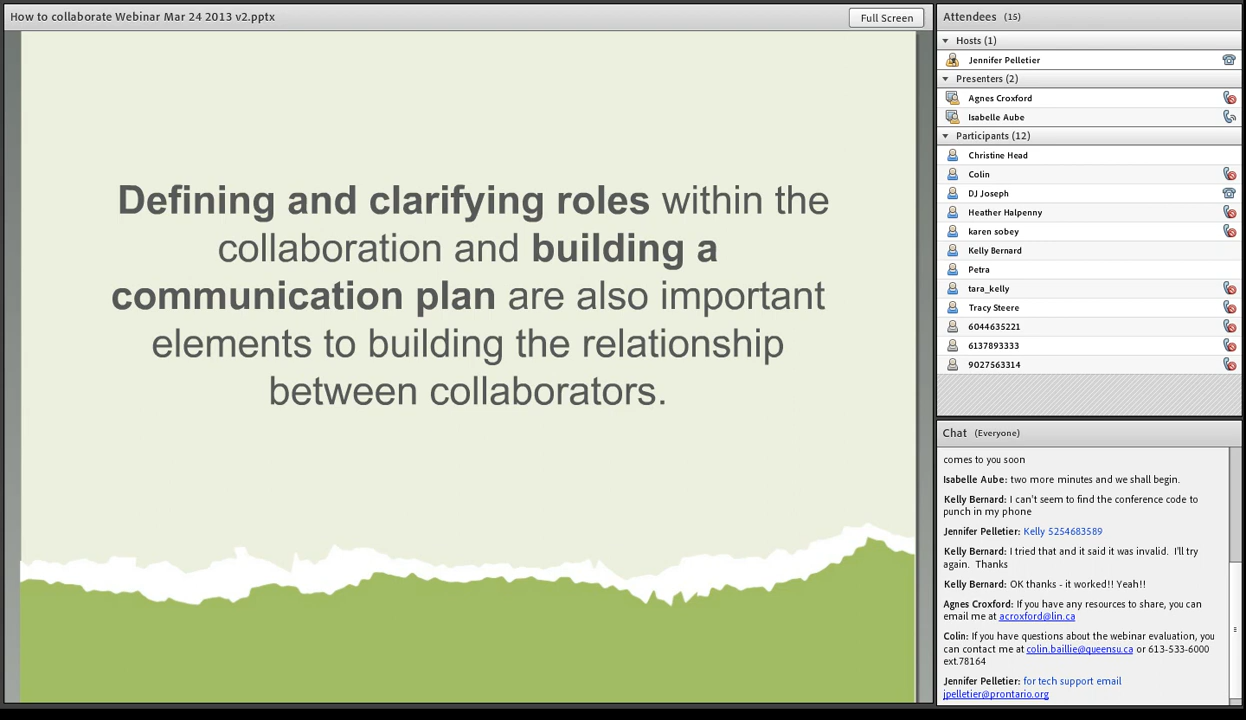 How to collaborate Webinar Mar 24 2013 v2.pptx
Full Screen
Defining and clarifying roles within the
collaboration and building a
communication plan are also important
elements to building the relationship
between collaborators.
Attendees (15)
Hosts (1)
Jennifer Pelletier
Presenters (2)
Agnes Croxford
Isabelle Aube
Participants (12)
Christine Head
Colin
DJ Joseph
Heather Halpenny
karen sobey
Kelly Bernard
Petra
tara_kelly
Tracy Steere
6044635221
6137893333
9027563314
Chat (Everyone)
comes to you soon
Isabelle Aube: two more minutes and we shall begin.
Kelly Bernard: I can't seem to find the conference code to
punch in my phone
Jennifer Pelletier: Kelly 5254683589
Kelly Bernard: I tried that and it said it was invalid. I'll try
again. Thanks
Kelly Bernard: OK thanks - it worked!! Yeah!!
Agnes Croxford: If you have any resources to share, you can
email me at acroxford@lin.ca
Colin: If you have questions about the webinar evaluation, you
can contact me at colin.baillie@queensu.ca or 613-533-6000
ext.78164
Jennifer Pelletier: for tech support email
jpelletier@prontario.org